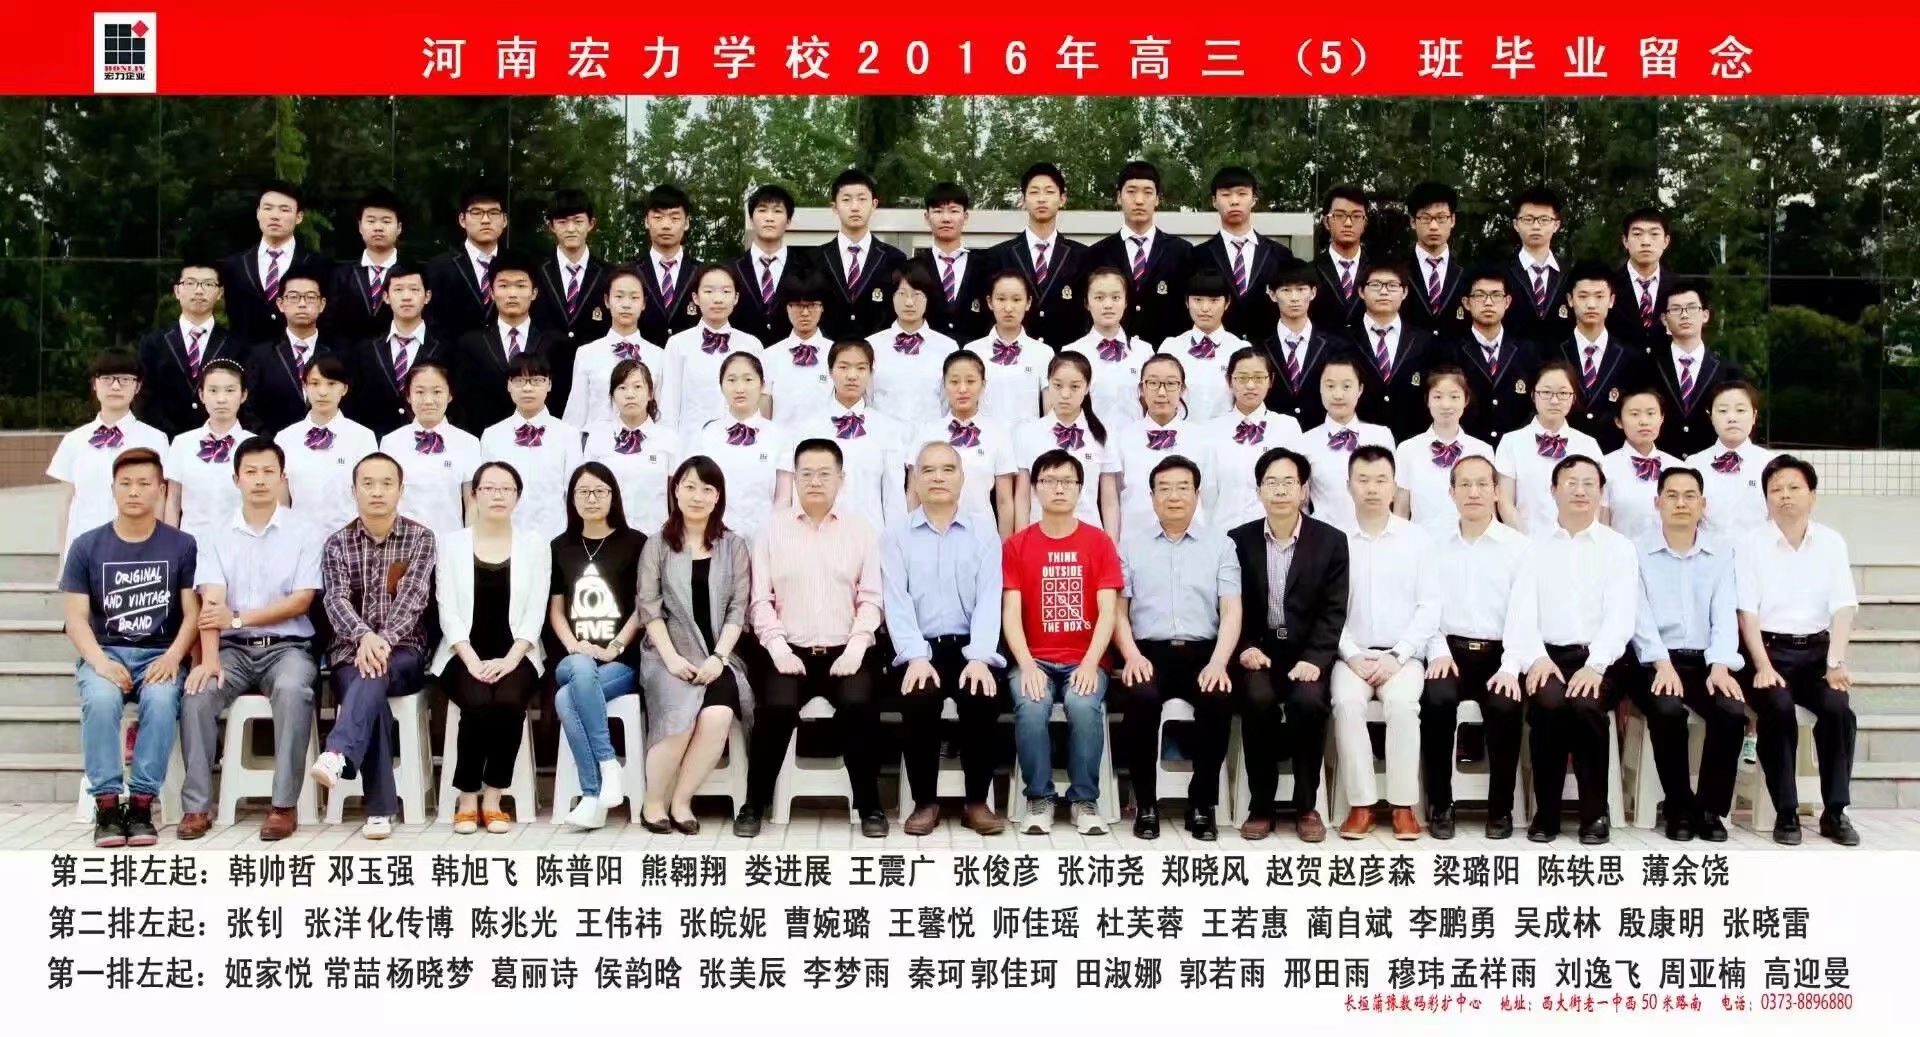 HONLIV
宏力企业
河南宏力学校2016年高三（5）班毕业留念
ORIGINAL
AND VINTAGE
BRAND
FIVE
THINK
OUTSIDE
OXO
XXO
XOX
THE BOX
第三排左起：韩帅哲 邓玉强 韩旭飞 陈普阳 熊翱翔 娄进展 王震广 张俊彦 张沛尧 郑晓风 赵贺 赵彦森 梁璐阳 陈轶思 薄余饶
第二排左起：张钊 张洋 化传博 陈兆光 王伟祎 张皖妮 曹婉璐 王馨悦 师佳瑶 杜芙蓉 王若惠 蔺自斌 李鹏勇 吴成林 殷康明 张晓雷
第一排左起：姬家悦 常喆 杨晓梦 葛丽诗 侯韵晗 张美辰 李梦雨 秦珂 郭佳珂 田淑娜 郭若雨 邢田雨 穆玮 孟祥雨 刘逸飞 周亚楠 高迎曼
长垣蒲豫数码彩扩中心 地址：西大街老一中西50米路南 电话：0373-8896880